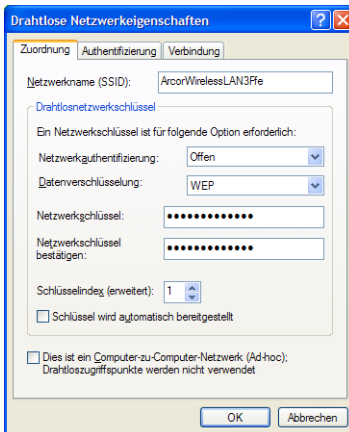 Drahtlose Netzwerkeigenschaften
Zuordnung Authentifizierung Verbindung
Netzwerkname (SSID): ArcorWirelessLAN3Ffe
Drahtlosnetzwerkschlüssel
Ein Netzwerkschlüssel ist für folgende Option erforderlich:
Netzwerkauthentifizierung: Offen
Datenverschlüsselung: WEP
Netzwerkschlüssel: •••••••••••••
Netzwerkschlüssel
bestätigen: •••••••••••••
Schlüsselindex (erweitert): 1
Schlüssel wird automatisch bereitgestellt
Dies ist ein Computer-zu-Computer-Netzwerk (Ad-hoc);
Drahtloszugriffspunkte werden nicht verwendet
OK Abbrechen